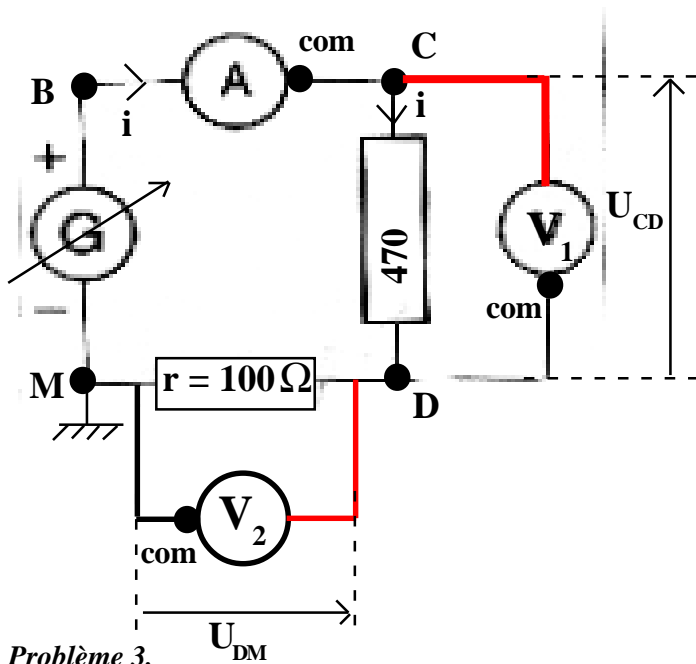 com
C
B
A
i
i
+
G
470
V1
UCD
−
com
M
r = 100 Ω
D
V2
com
UDM
Problème 3.